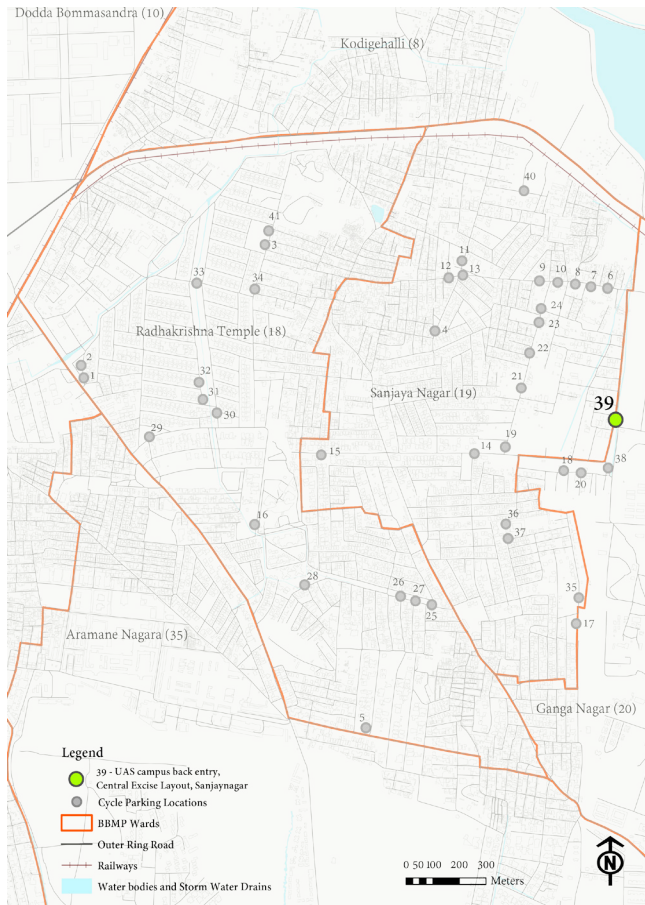 Dodda Bommasandra (10)
Kodigehalli (8)
40
41
3
11
12
13
9
10
8
7
6
33
34
24
23
4
Radhakrishna Temple (18)
22
2
1
32
21
Sanjaya Nagar (19)
31
30
39
29
15
14
19
18
20
38
16
36
37
28
26
27
25
35
17
Aramane Nagara (35)
Ganga Nagar (20)
5
Legend
39 - UAS campus back entry,
Central Excise Layout, Sanjaynagar
Cycle Parking Locations
BBMP Wards
Outer Ring Road
Railways
Water bodies and Storm Water Drains
N
0 50 100 200 300
Meters